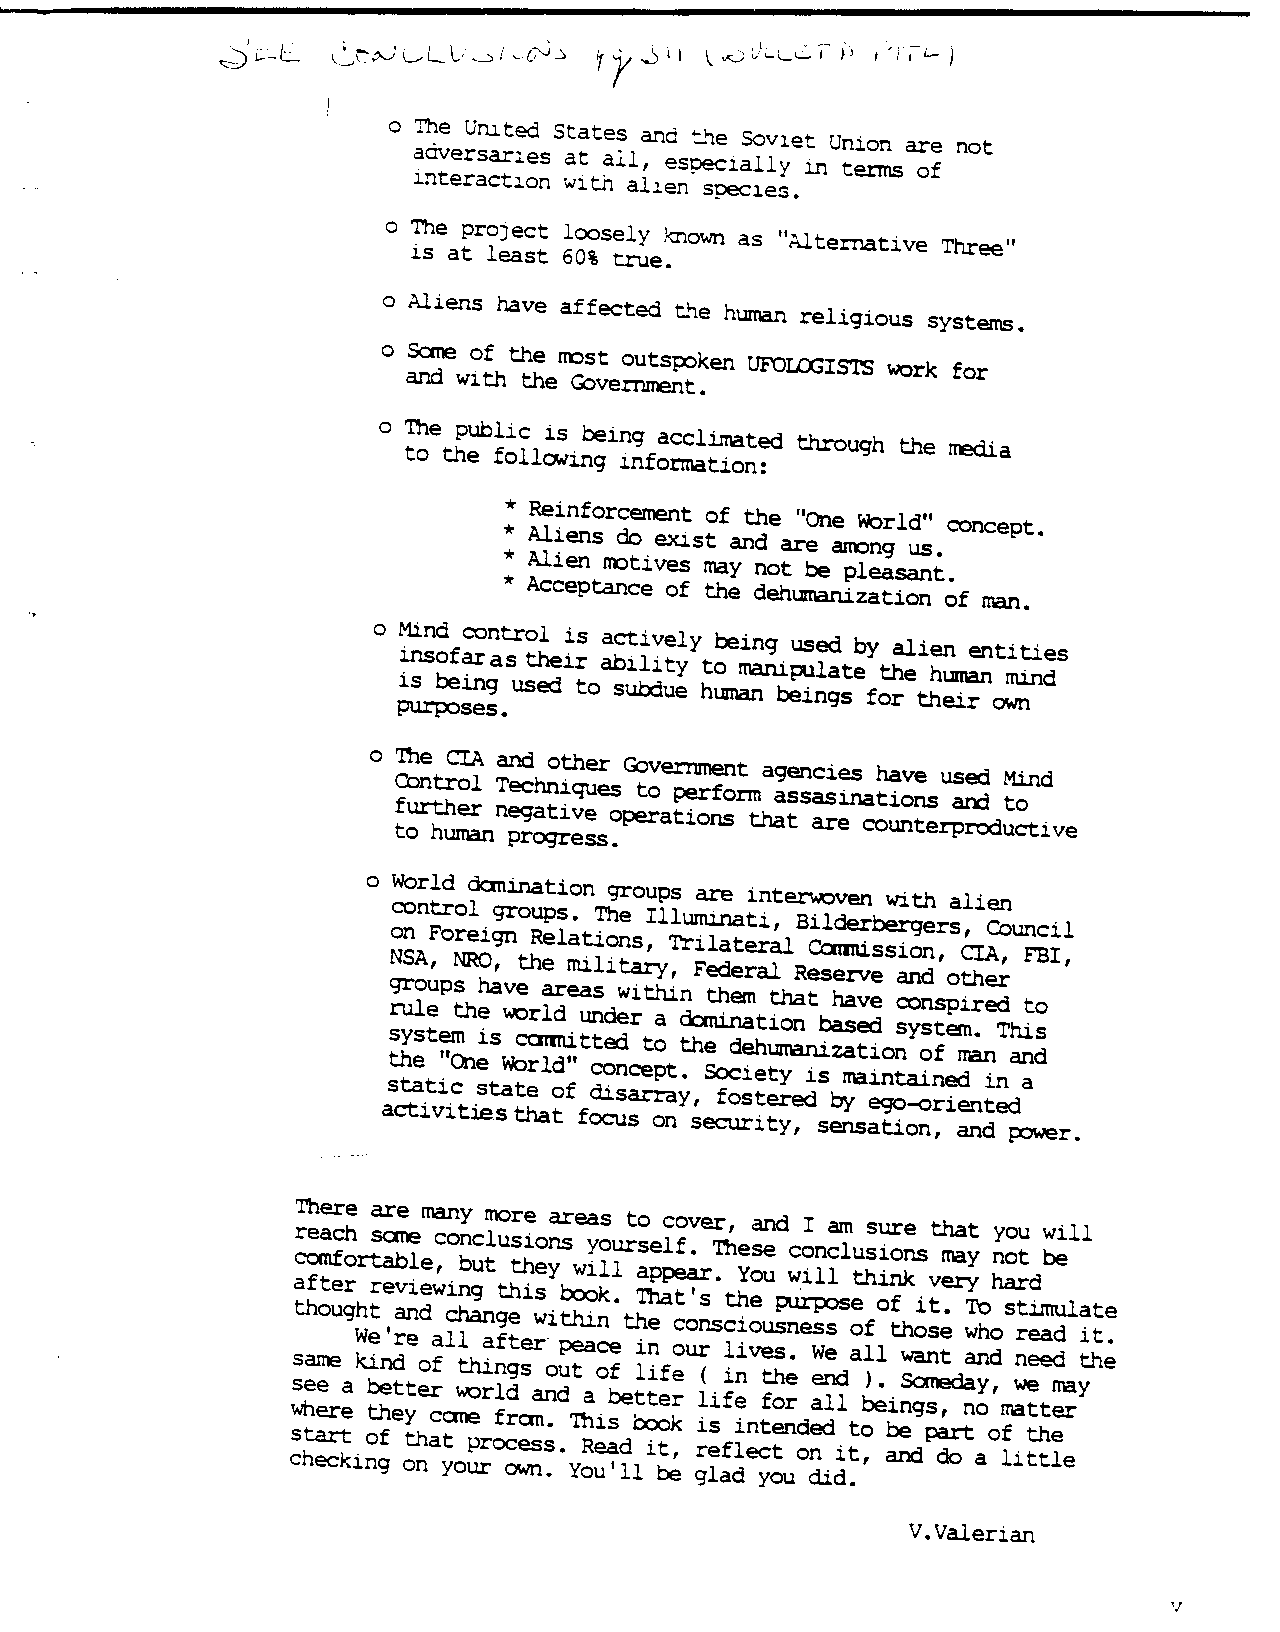 SEE CONCLUSIONS
o The United States and the Soviet Union are not
adversaries at all, especially in terms of
interaction with alien species.
o The project loosely known as "Alternative Three"
is at least 60% true.
o Aliens have affected the human religious systems.
o Some of the most outspoken UFOLOGISTS work for
and with the Government.
o The public is being acclimated through the media
to the following information:
* Reinforcement of the "One World" concept.
* Aliens do exist and are among us.
* Alien motives may not be pleasant.
* Acceptance of the dehumanization of man.
o Mind control is actively being used by alien entities
insofar as their ability to manipulate the human mind
is being used to subdue human beings for their own
purposes.
o The CIA and other Government agencies have used Mind
Control Techniques to perform assasinations and to
further negative operations that are counterproductive
to human progress.
o World domination groups are interwoven with alien
control groups. The Illuminati, Bilderbergers, Council
on Foreign Relations, Trilateral Commission, CIA, FBI,
NSA, NRO, the military, Federal Reserve and other
groups have areas within them that have conspired to
rule the world under a domination based system. This
system is committed to the dehumanization of man and
the "One World" concept. Society is maintained in a
static state of disarray, fostered by ego-oriented
activities that focus on security, sensation, and power.
There are many more areas to cover, and I am sure that you will
reach some conclusions yourself. These conclusions may not be
comfortable, but they will appear. You will think very hard
after reviewing this book. That's the purpose of it. To stimulate
thought and change within the consciousness of those who read it.
We're all after peace in our lives. We all want and need the
same kind of things out of life ( in the end ). Someday, we may
see a better world and a better life for all beings, no matter
where they come from. This book is intended to be part of the
start of that process. Read it, reflect on it, and do a little
checking on your own. You'll be glad you did.
V.Valerian
v